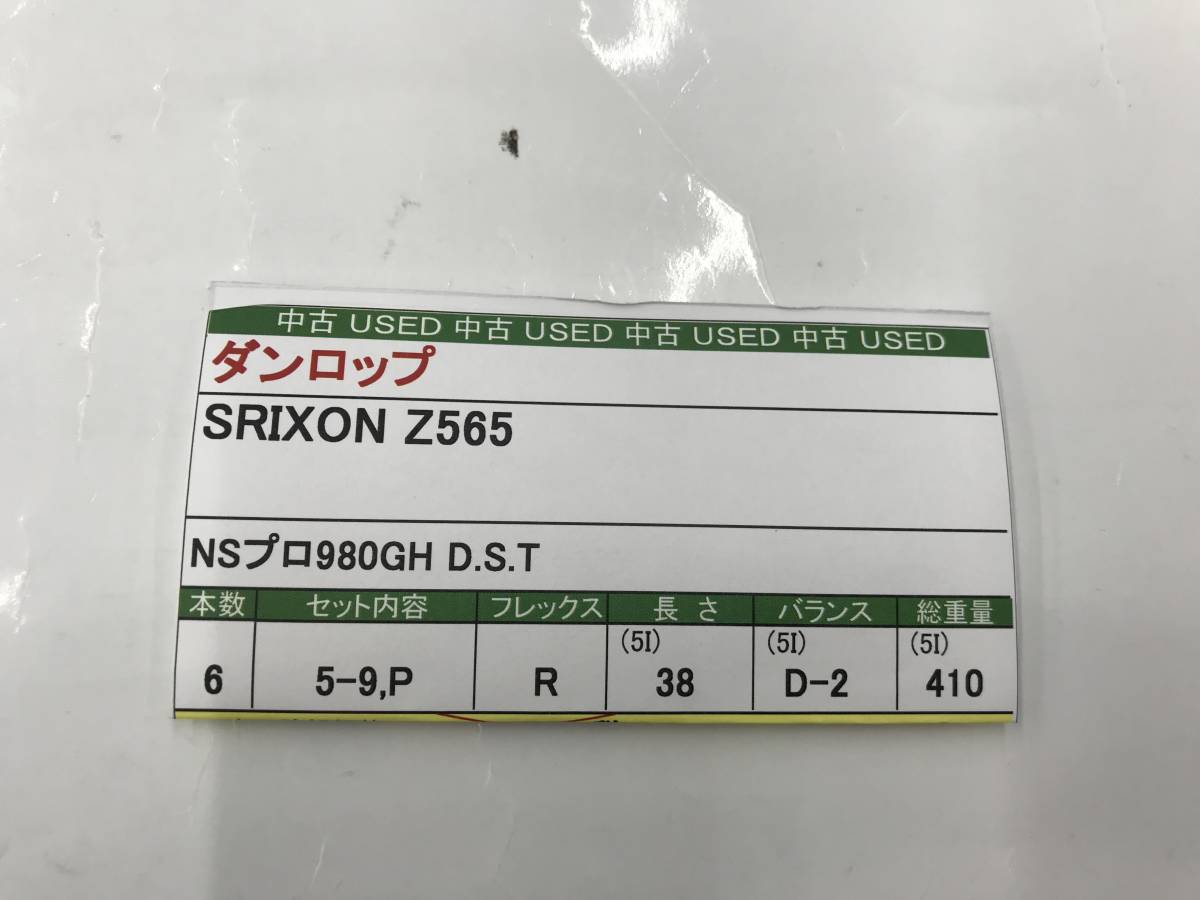 中古 USED 中古 USED 中古 USED 中古 USED
ダンロップ
SRIXON Z565
NSプロ980GH D.S.T
本数 セット内容 フレックス 長 さ バランス 総重量
(5I) (5I) (5I)
6 5-9,P R 38 D-2 410